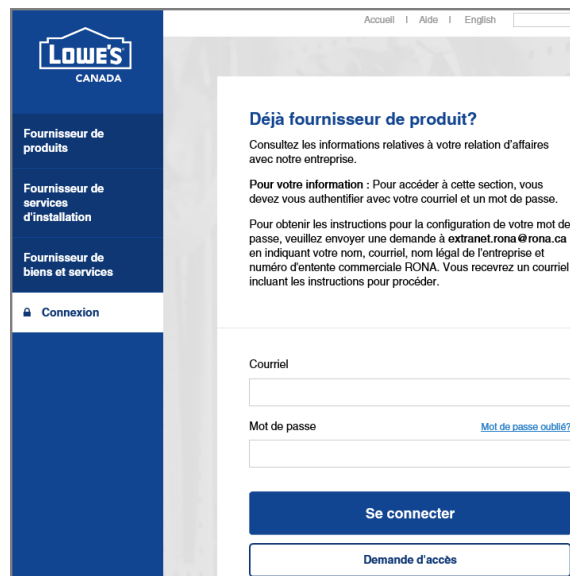 Accueil | Aide | English
LOWE'S
CANADA
Fournisseur de
produits
Fournisseur de
services
d'installation
Fournisseur de
biens et services
Connexion
Déjà fournisseur de produit?
Consultez les informations relatives à votre relation d'affaires
avec notre entreprise.
Pour votre information : Pour accéder à cette section, vous
devez vous authentifier avec votre courriel et un mot de passe.
Pour obtenir les instructions pour la configuration de votre mot de
passe, veuillez envoyer une demande à extranet.rona@rona.ca
en indiquant votre nom, courriel, nom légal de l'entreprise et
numéro d'entente commerciale RONA. Vous recevrez un courriel
incluant les instructions pour procéder.
Courriel
Mot de passe Mot de passe oublié?
Se connecter
Demande d'accès